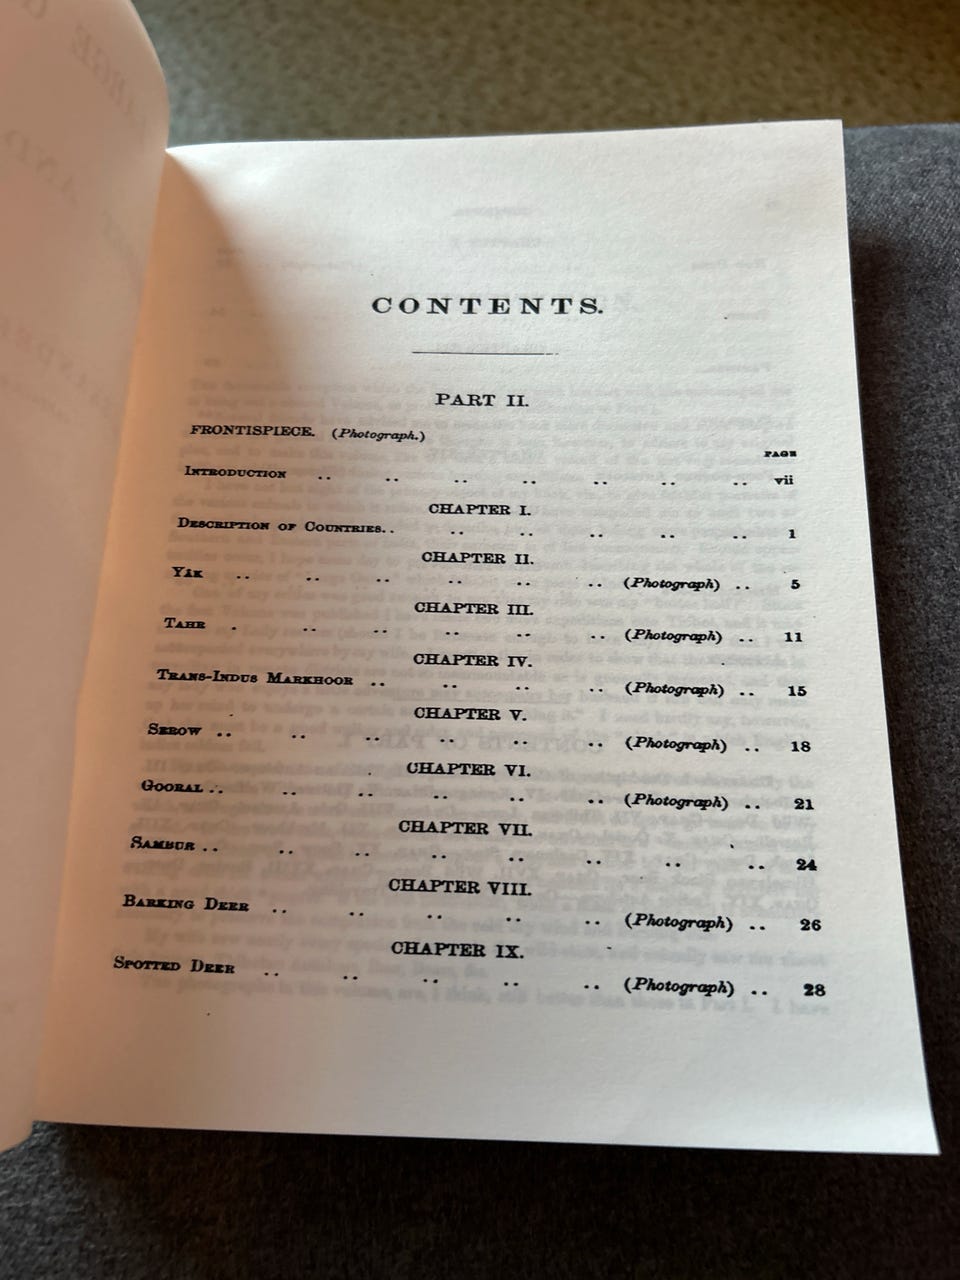 CONTENTS.
PART II.
FRONTISPIECE. (Photograph.)
PAGE
INTRODUCTION .. .. .. .. .. .. .. vii
CHAPTER I.
DESCRIPTION OF COUNTRIES.. .. .. .. .. .. 1
CHAPTER II.
YÁK .. .. .. .. .. .. (Photograph) .. 5
CHAPTER III.
TAHR . .. .. .. .. .. (Photograph) .. 11
CHAPTER IV.
TRANS-INDUS MARKHOOR .. .. .. .. (Photograph) .. 15
CHAPTER V.
SEROW .. .. .. .. .. .. (Photograph) .. 18
CHAPTER VI.
GOORAL .. .. .. .. .. .. (Photograph) .. 21
CHAPTER VII.
SAMBUR .. .. .. .. .. .. .. .. 24
CHAPTER VIII.
BARKING DEER .. .. .. .. .. (Photograph) .. 26
CHAPTER IX.
SPOTTED DEER .. .. .. .. .. (Photograph) .. 28